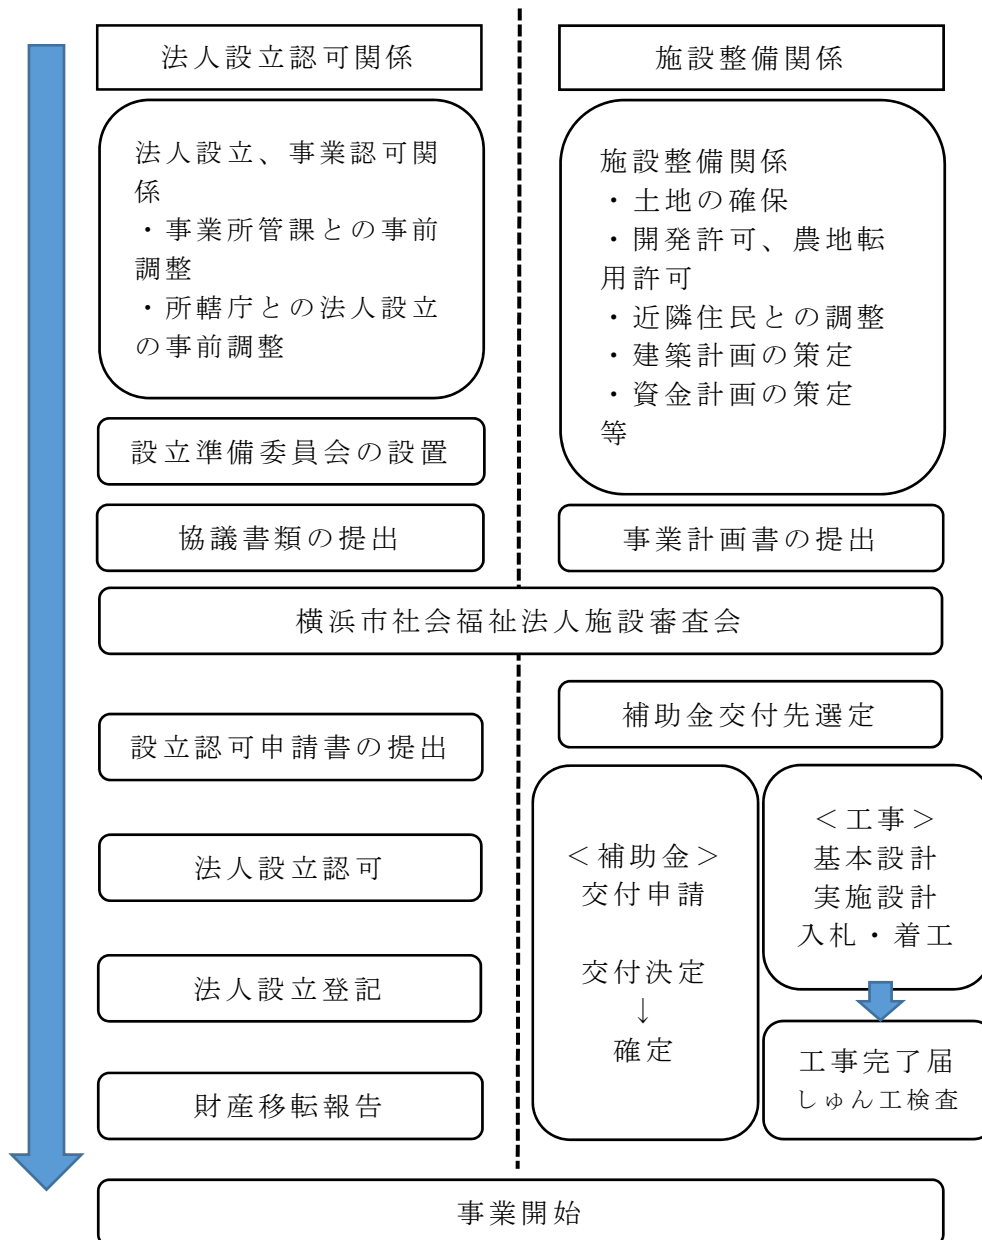 法人設立認可関係
施設整備関係
法人設立、事業認可関
係
・事業所管課との事前
調整
・所轄庁との法人設立
の事前調整
施設整備関係
・土地の確保
・開発許可、農地転
用許可
・近隣住民との調整
・建築計画の策定
・資金計画の策定
等
設立準備委員会の設置
協議書類の提出
事業計画書の提出
横浜市社会福祉法人施設審査会
補助金交付先選定
設立認可申請書の提出
法人設立認可
法人設立登記
財産移転報告
＜補助金＞
交付申請
交付決定
↓
確定
＜工事＞
基本設計
実施設計
入札・着工
工事完了届
しゅん工検査
事業開始